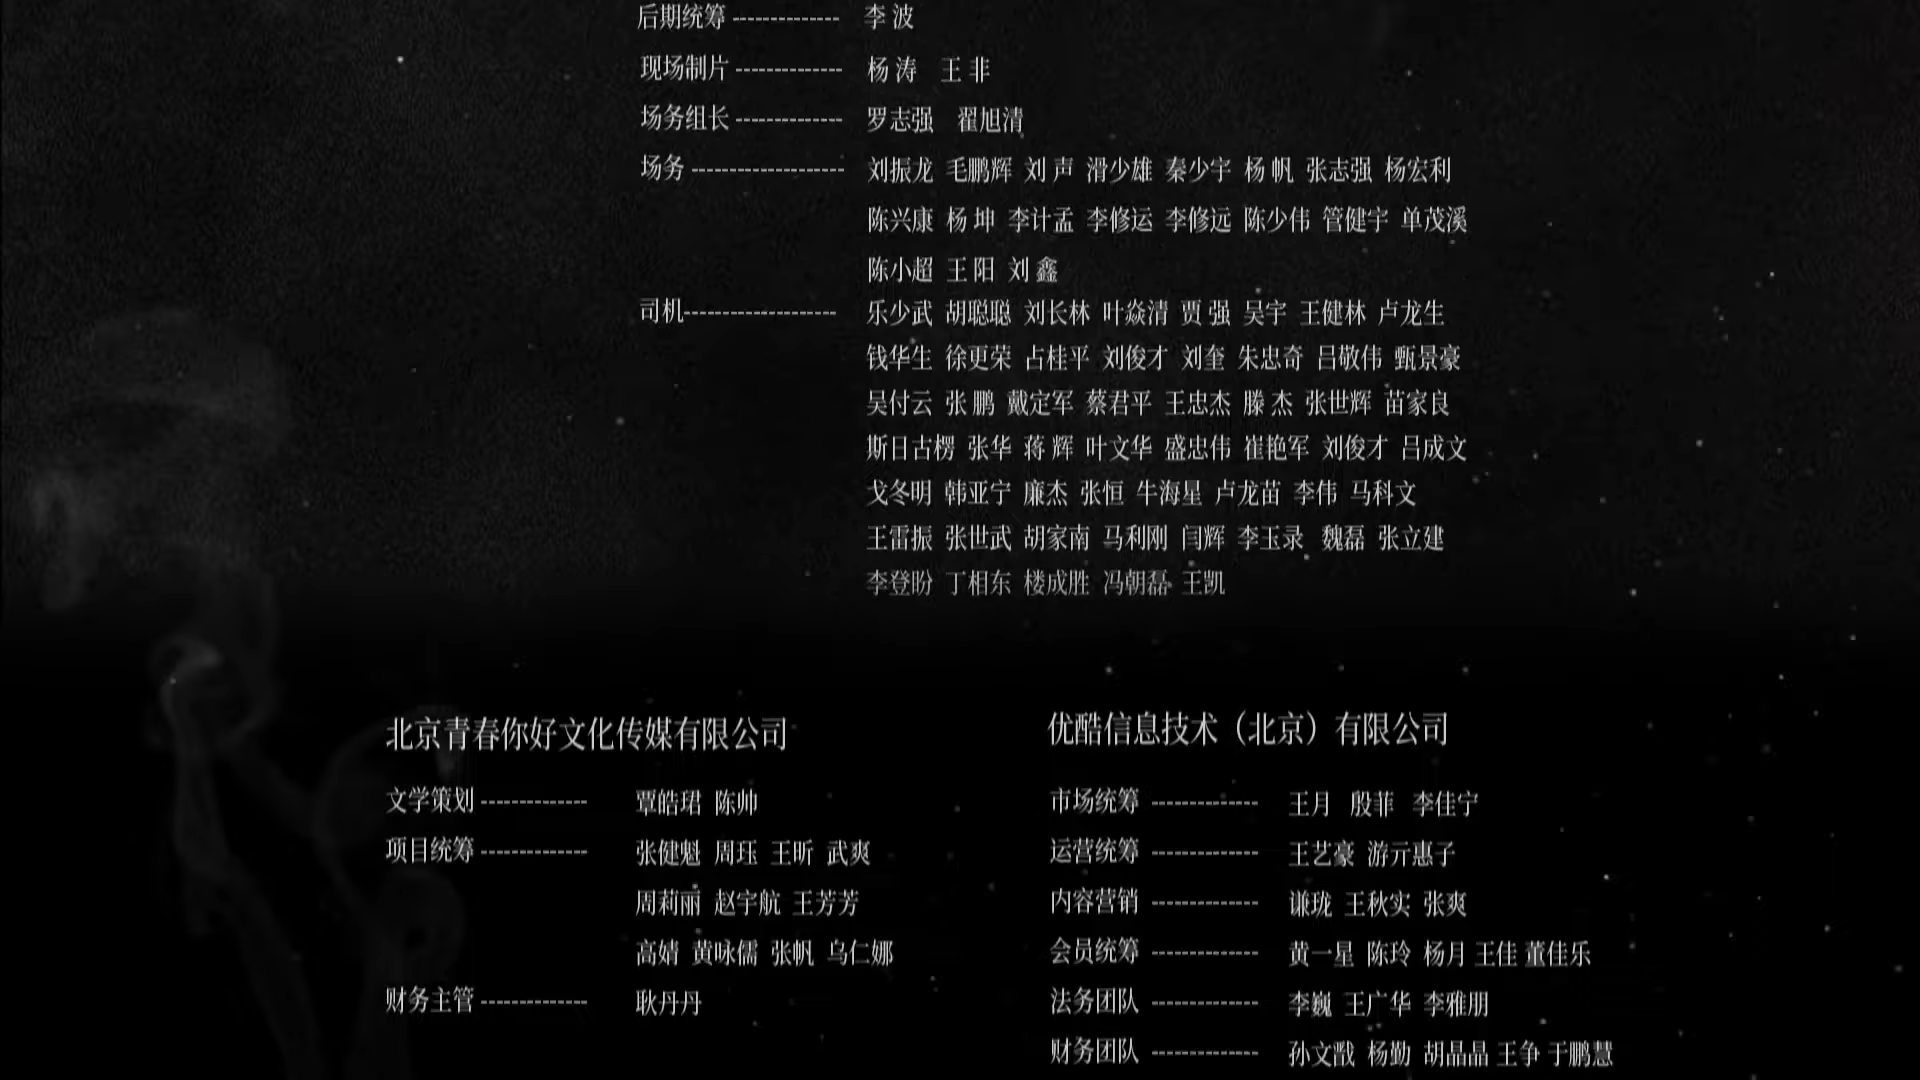 后期统筹 -------------- 李 波
现场制片 -------------- 杨 涛 王 非
场务组长 -------------- 罗志强 翟旭清
场务 -------------------- 刘振龙 毛鹏辉 刘 声 滑少雄 秦少宇 杨 帆 张志强 杨宏利
陈兴康 杨 坤 李计孟 李修运 李修远 陈少伟 管健宇 单茂溪
陈小超 王 阳 刘 鑫
司机-------------------- 乐少武 胡聪聪 刘长林 叶焱清 贾 强 吴宇 王健林 卢龙生
钱华生 徐更荣 占桂平 刘俊才 刘奎 朱忠奇 吕敬伟 甄景豪
吴付云 张 鹏 戴定军 蔡君平 王忠杰 滕 杰 张世辉 苗家良
斯日古楞 张华 蒋 辉 叶文华 盛忠伟 崔艳军 刘俊才 吕成文
戈冬明 韩亚宁 廉杰 张恒 牛海星 卢龙苗 李伟 马科文
王雷振 张世武 胡家南 马利刚 闫辉 李玉录 魏磊 张立建
李登盼 丁相东 楼成胜 冯朝磊 王凯
北京青春你好文化传媒有限公司
文学策划 -------------- 覃皓珺 陈帅
项目统筹 -------------- 张健魁 周珏 王昕 武爽
周莉丽 赵宇航 王芳芳
高婧 黄咏儒 张帆 乌仁娜
财务主管 -------------- 耿丹丹
优酷信息技术（北京）有限公司
市场统筹 -------------- 王月 殷菲 李佳宁
运营统筹 -------------- 王艺豪 游亓惠子
内容营销 -------------- 谦珑 王秋实 张爽
会员统筹 -------------- 黄一星 陈玲 杨月 王佳 董佳乐
法务团队 -------------- 李巍 王广华 李雅朋
财务团队 -------------- 孙文戬 杨勤 胡晶晶 王争 于鹏慧